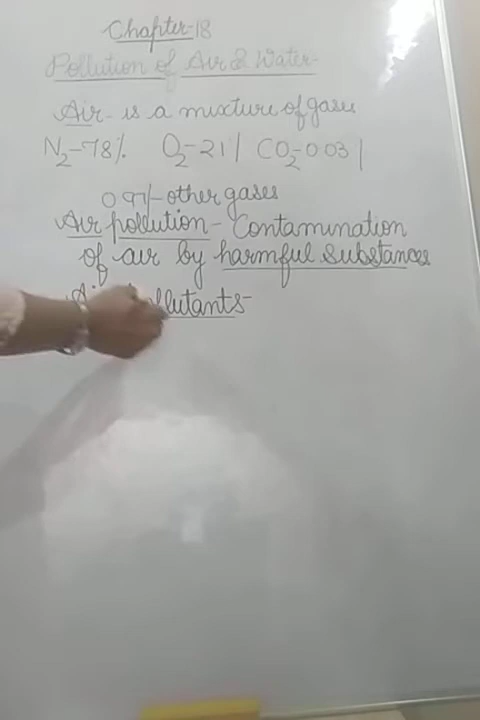 Chapter-18
Pollution of Air & Water-
Air- is a mixture of gases
N2-78% O2-21% CO2-0.03%
0.97%-other gases
Air pollution- Contamination
of air by harmful substances
Pollutants-